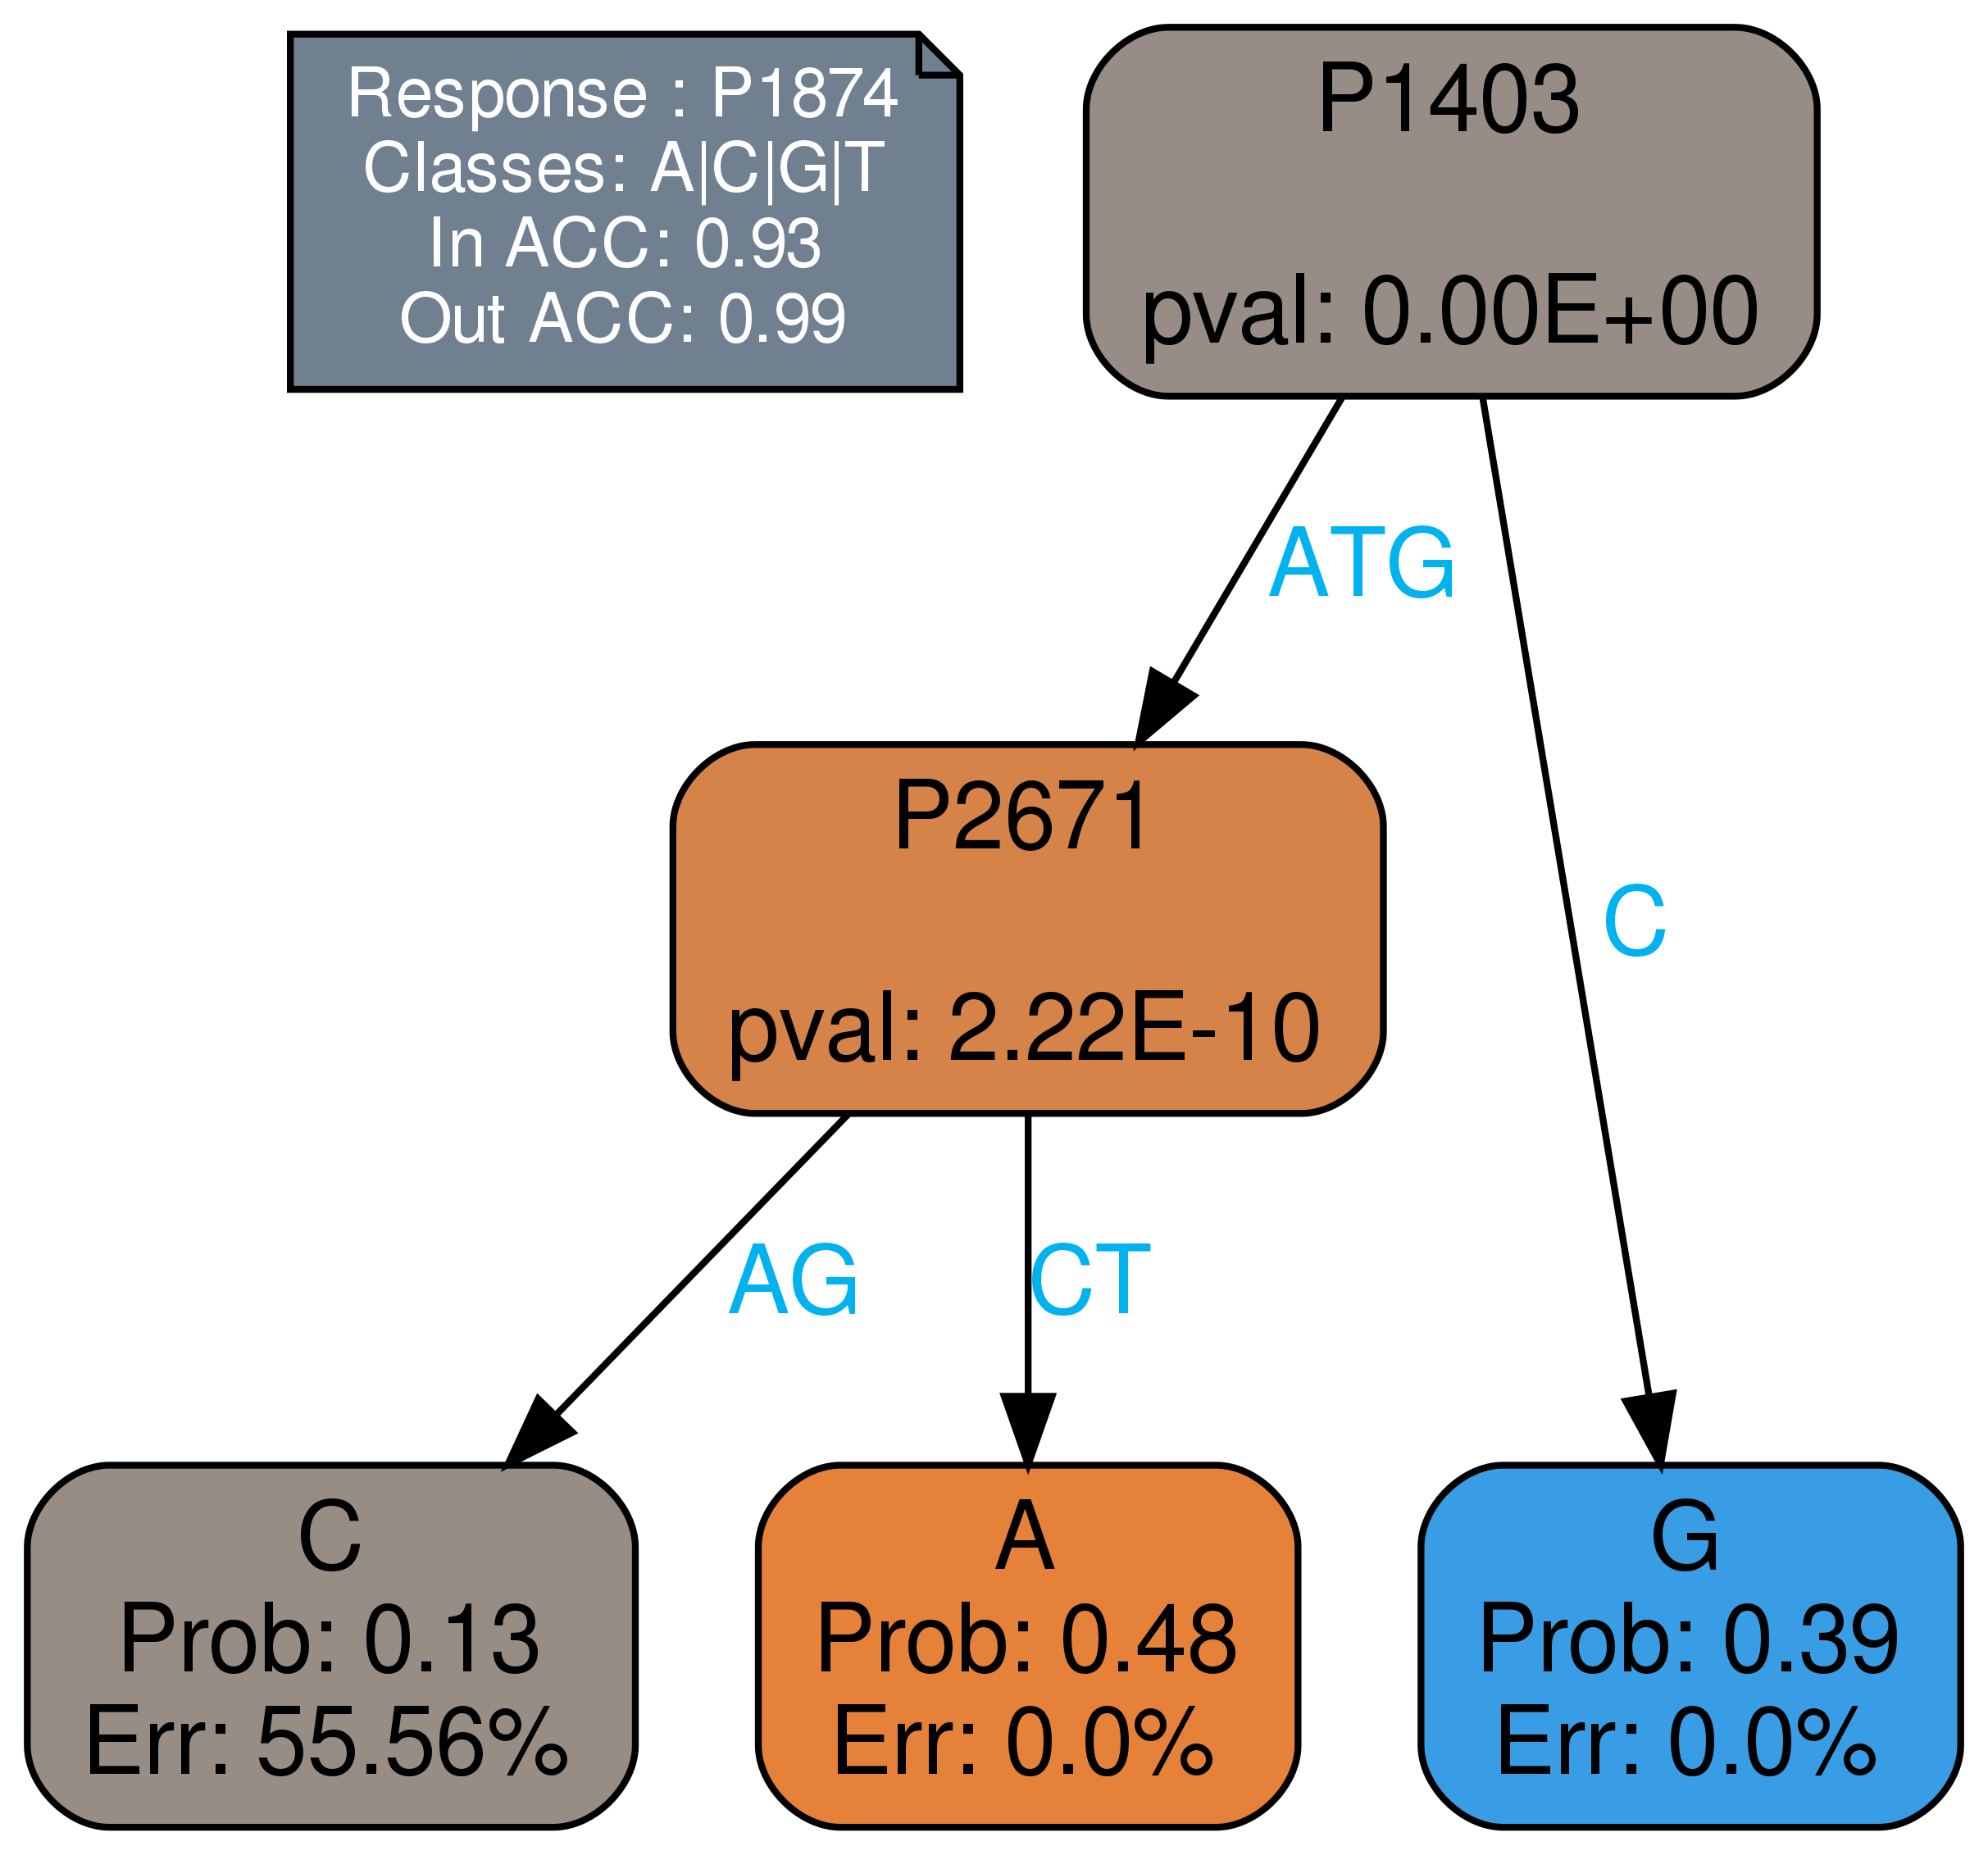 Response : P1874
Classes: A|C|G|T
In ACC: 0.93
Out ACC: 0.99
P1403
pval: 0.00E+00
ATG
C
P2671
pval: 2.22E-10
AG
CT
C
Prob: 0.13
Err: 55.56%
A
Prob: 0.48
Err: 0.0%
G
Prob: 0.39
Err: 0.0%